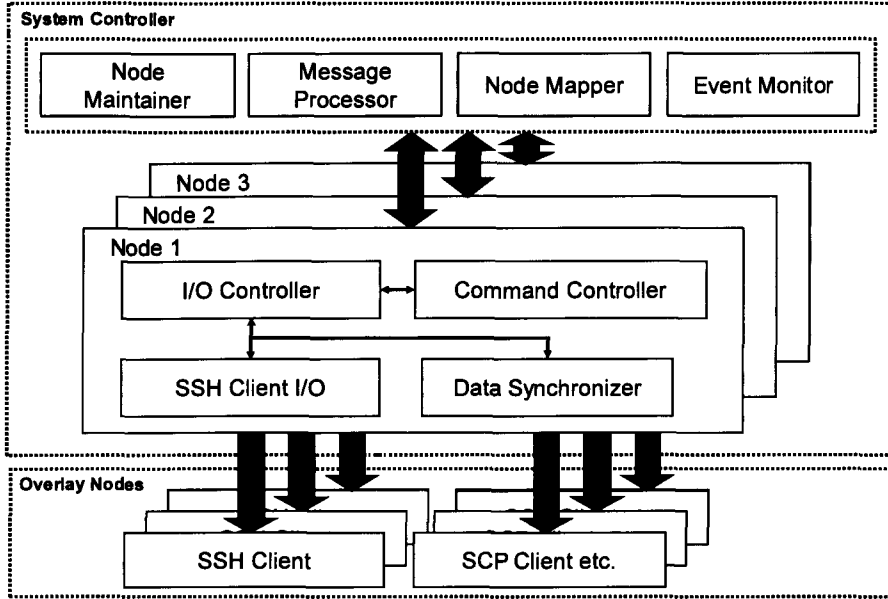 System Controller
Node
Maintainer
Message
Processor
Node Mapper
Event Monitor
Node 3
Node 2
Node 1
I/O Controller
Command Controller
SSH Client I/O
Data Synchronizer
Overlay Nodes
SSH Client
SCP Client etc.